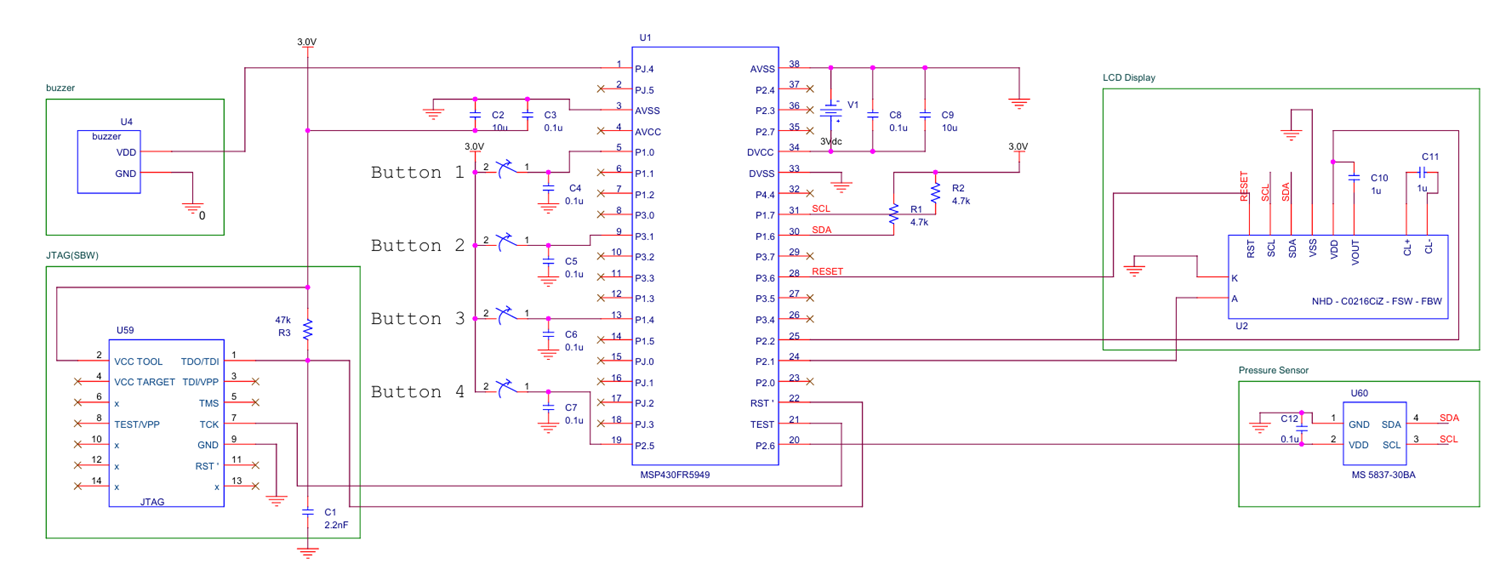 3.0V
buzzer
U4
buzzer
VDD
GND
0
JTAG(SBW)
47k
R3
U59
2 VCC TOOL TDO/TDI 1
4 VCC TARGET TDI/VPP 3
6 x TMS 5
8 TEST/VPP TCK 7
10 x GND 9
12 x RST ' 11
14 x x 13
JTAG
C1
2.2nF
C2
10u
C3
0.1u
3.0V
Button 1 2 1
C4
0.1u
Button 2 2 1
C5
0.1u
Button 3 2 1
C6
0.1u
Button 4 2 1
C7
0.1u
U1
1 PJ.4 AVSS 38
2 PJ.5 P2.4 37
3 AVSS P2.3 36
4 AVCC P2.7 35
5 P1.0 DVCC 34
6 P1.1 DVSS 33
7 P1.2 P4.4 32
8 P3.0 P1.7 31 SCL
9 P3.1 P1.6 30 SDA
10 P3.2 P3.7 29
11 P3.3 P3.6 28 RESET
12 P1.3 P3.5 27
13 P1.4 P3.4 26
14 P1.5 P2.2 25
15 PJ.0 P2.1 24
16 PJ.1 P2.0 23
17 PJ.2 RST ' 22
18 PJ.3 TEST 21
19 P2.5 P2.6 20
MSP430FR5949
V1
3Vdc
C8
0.1u
C9
10u
3.0V
R2
4.7k
R1
4.7k
LCD Display
RESET
SCL
SDA
C10
1u
C11
1u
RST SCL SDA VSS VDD VOUT CL+ CL-
K
A
NHD - C0216CiZ - FSW - FBW
U2
Pressure Sensor
U60
C12
0.1u
1 GND SDA 4 SDA
2 VDD SCL 3 SCL
MS 5837-30BA